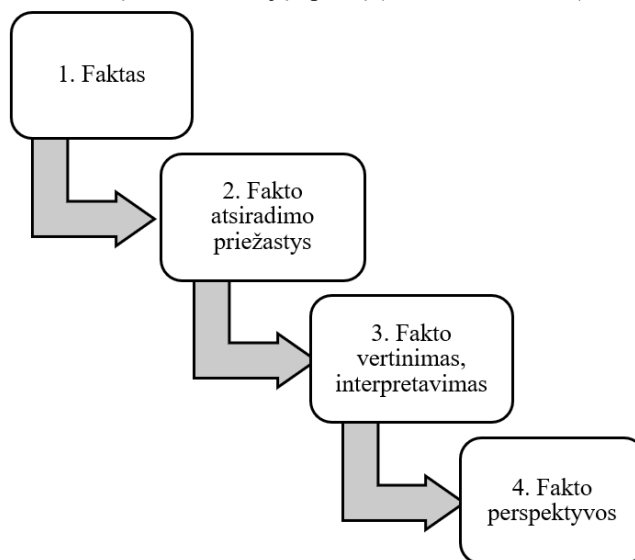 1. Faktas
2. Fakto
atsiradimo
priežastys
3. Fakto
vertinimas,
interpretavimas
4. Fakto
perspektyvos